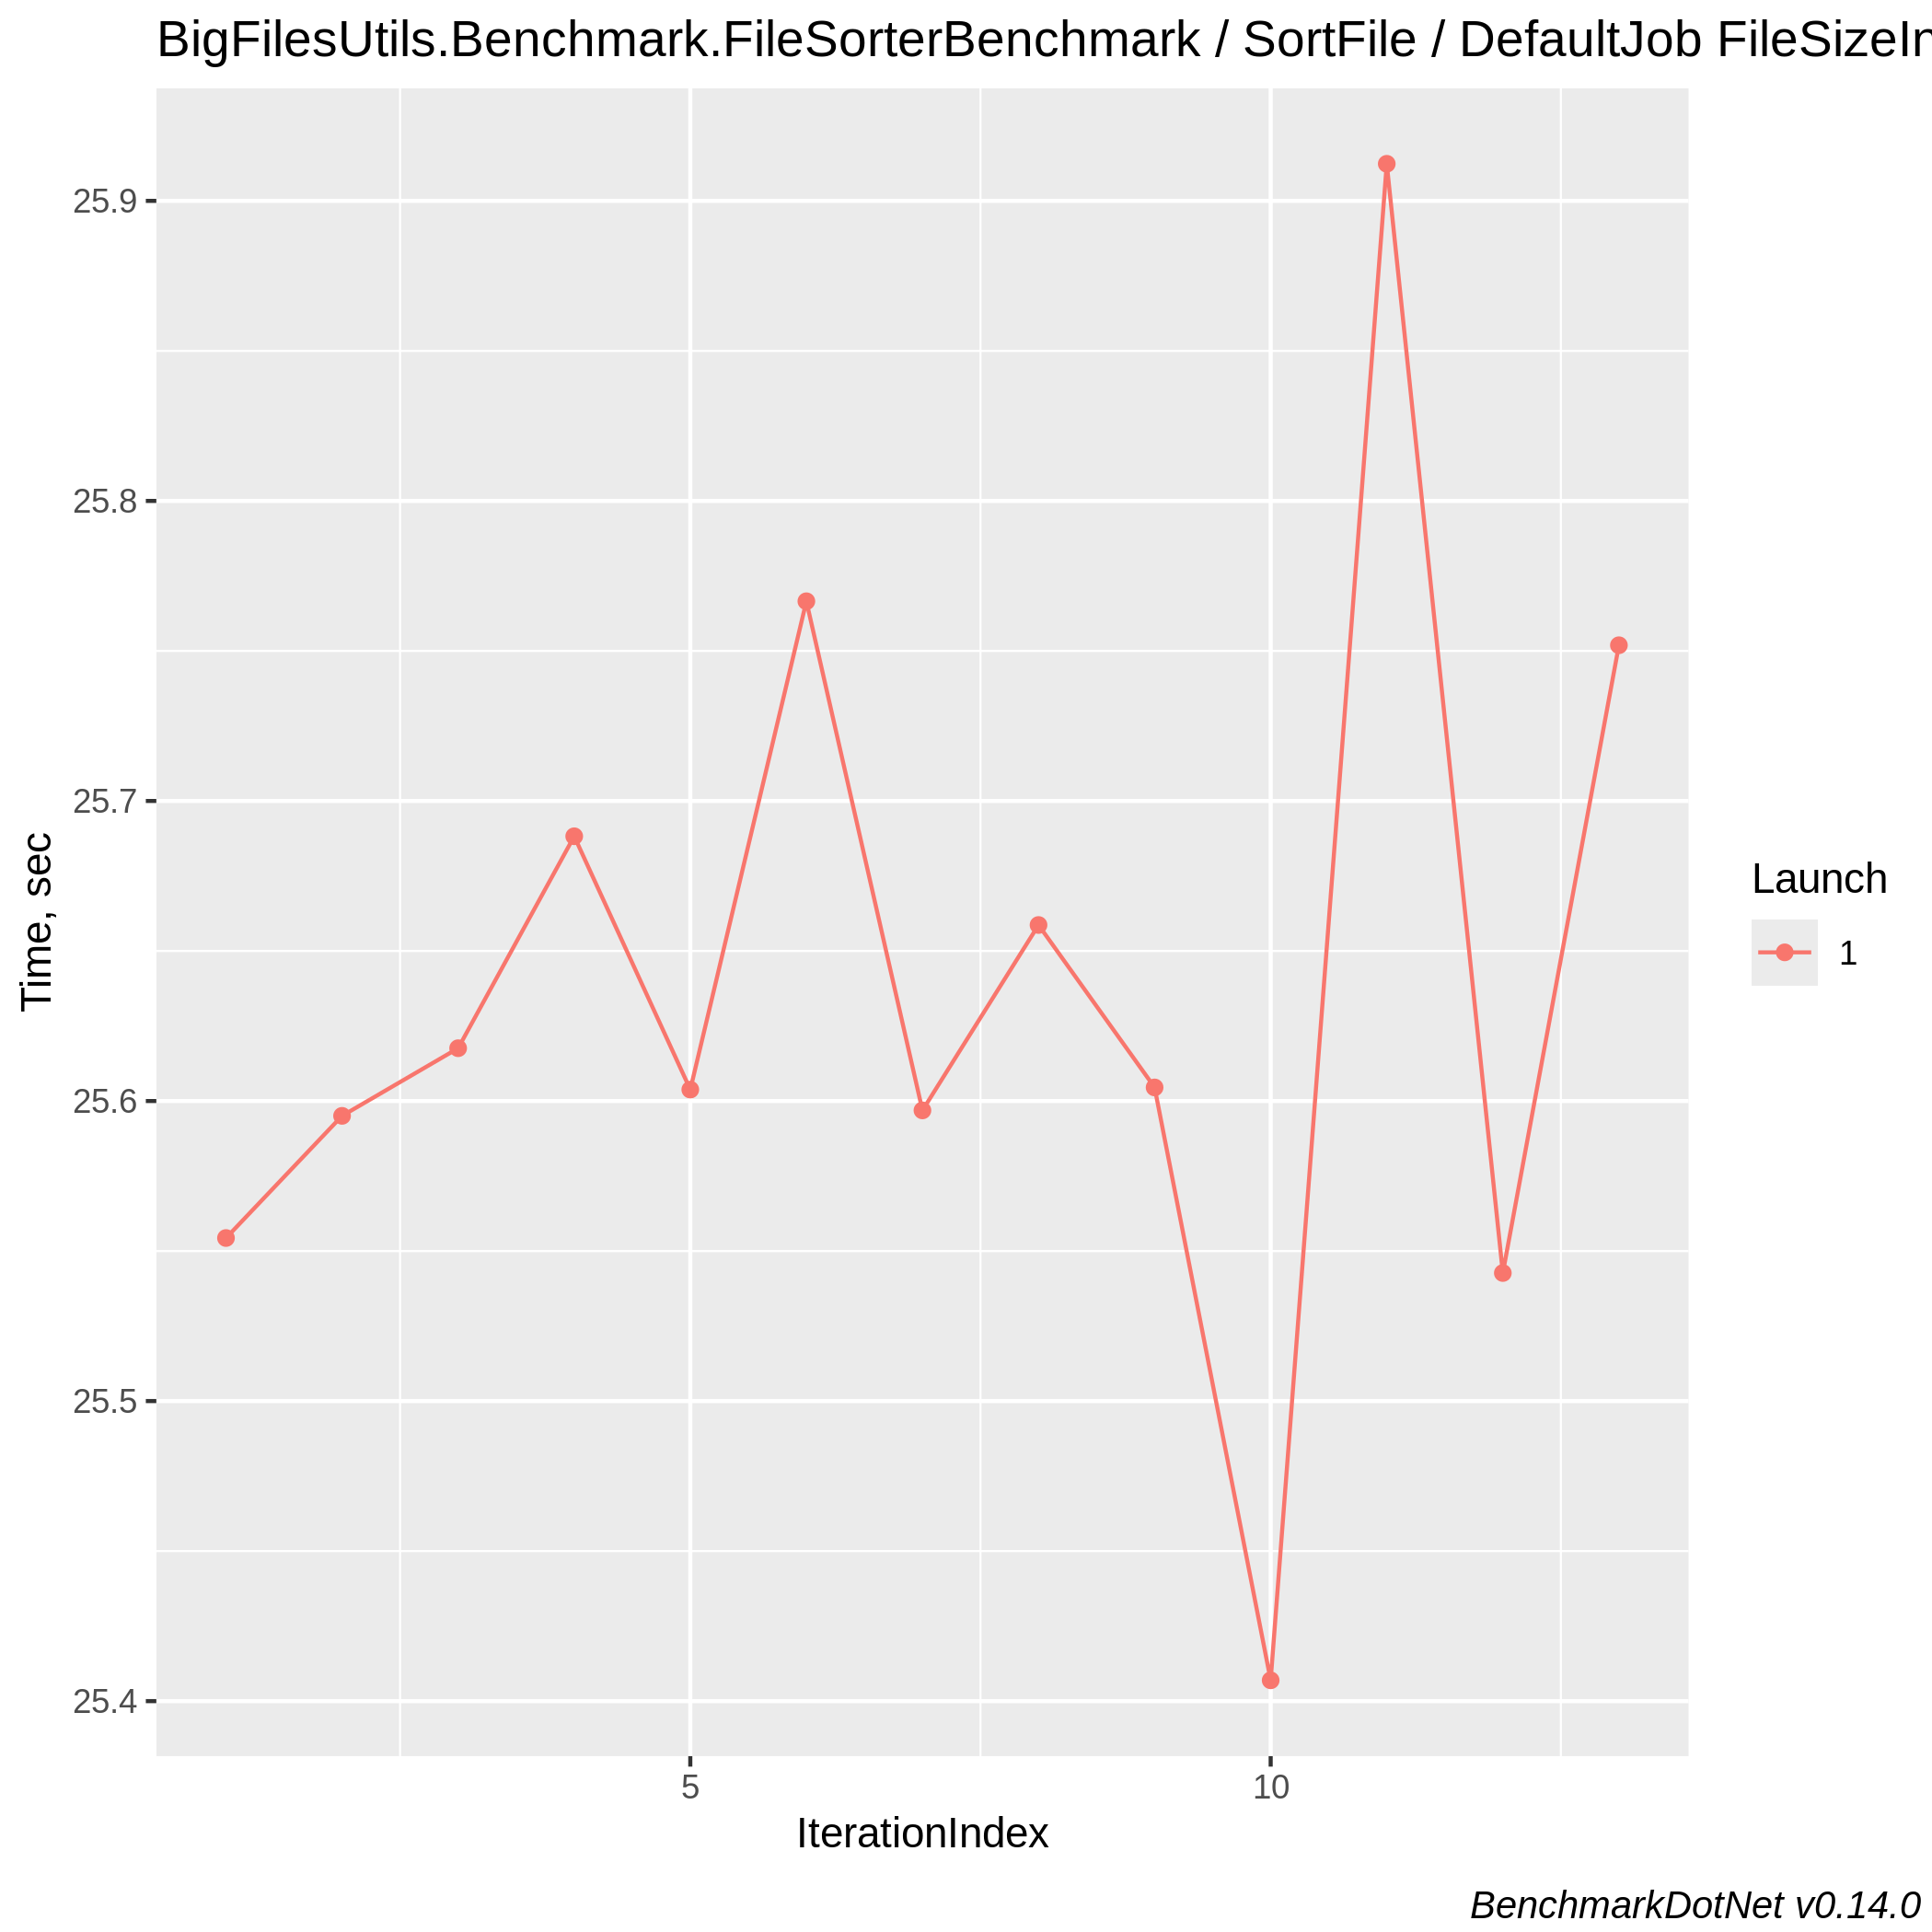 BigFilesUtils.Benchmark.FileSorterBenchmark / SortFile / DefaultJob FileSizeIn
25.9
25.8
25.7
25.6
25.5
25.4
Time, sec
5
10
IterationIndex
Launch
1
BenchmarkDotNet v0.14.0